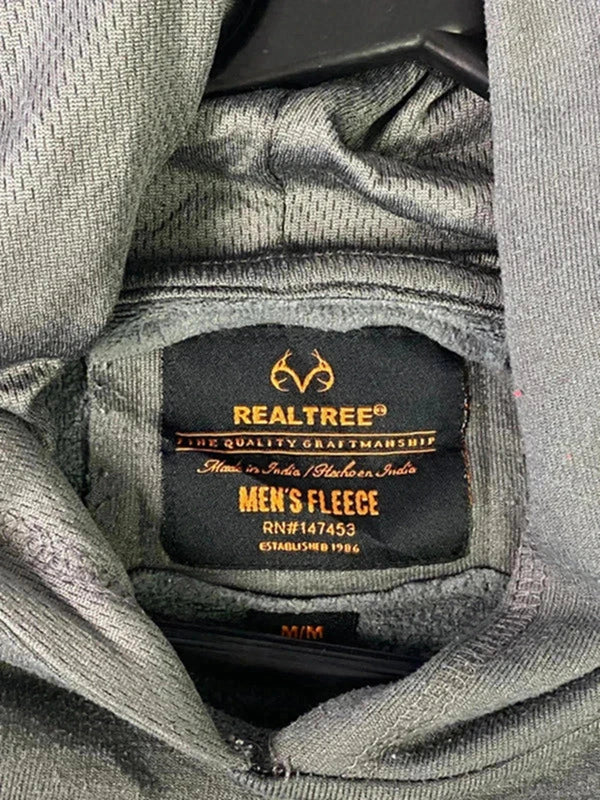 REALTREE®
FINE QUALITY CRAFTMANSHIP
Made in India / Hecho en India
MEN'S FLEECE
RN#147453
ESTABLISHED 1986
M/M